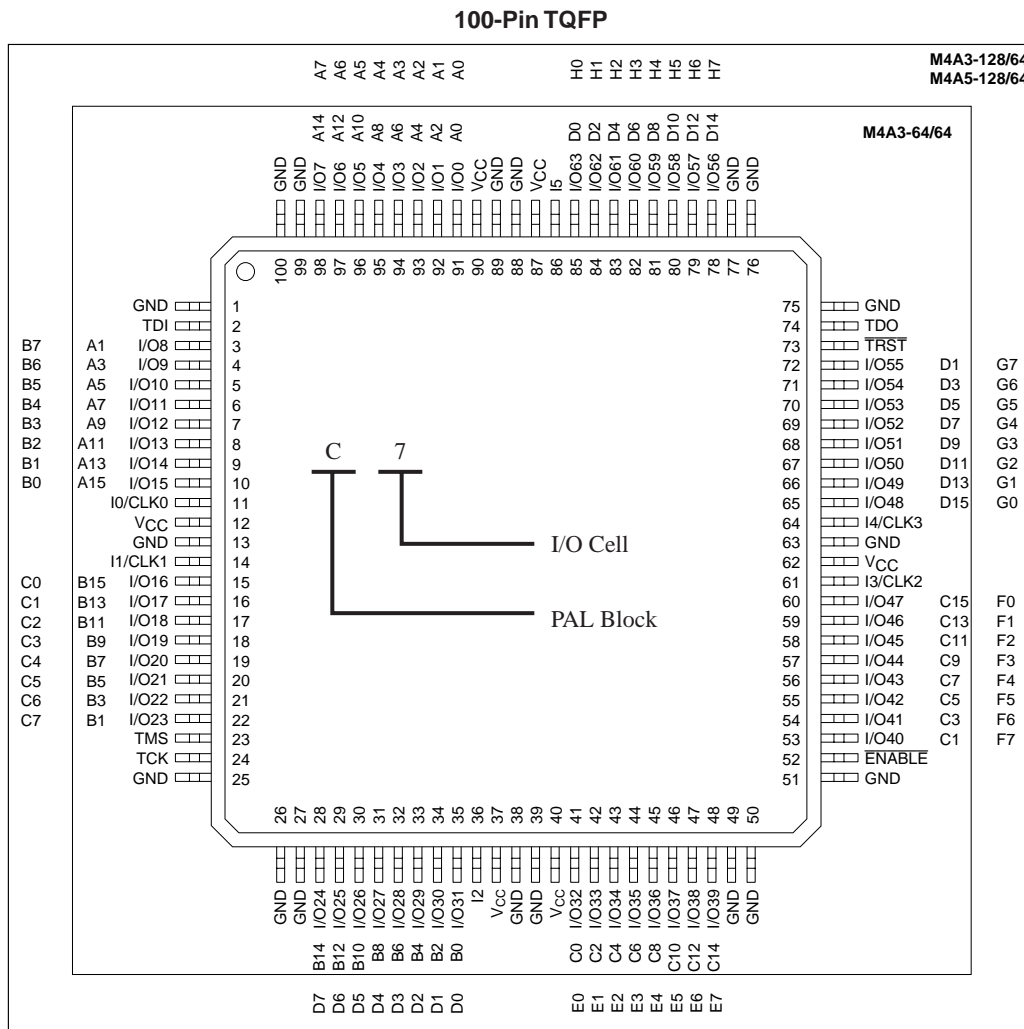 100-Pin TQFP
M4A3-128/64
M4A5-128/64
A7 A6 A5 A4 A3 A2 A1 A0 H0 H1 H2 H3 H4 H5 H6 H7
M4A3-64/64
A14 A12 A10 A8 A6 A4 A2 A0 D0 D2 D4 D6 D8 D10 D12 D14
GND GND I/O7 I/O6 I/O5 I/O4 I/O3 I/O2 I/O1 I/O0 VCC GND GND VCC I5 I/O63 I/O62 I/O61 I/O60 I/O59 I/O58 I/O57 I/O56 GND GND
100 99 98 97 96 95 94 93 92 91 90 89 88 87 86 85 84 83 82 81 80 79 78 77 76
GND 1 75 GND
TDI 2 74 TDO
B7 A1 I/O8 3 73 TRST
B6 A3 I/O9 4 72 I/O55 D1 G7
B5 A5 I/O10 5 71 I/O54 D3 G6
B4 A7 I/O11 6 70 I/O53 D5 G5
B3 A9 I/O12 7 69 I/O52 D7 G4
B2 A11 I/O13 8 68 I/O51 D9 G3
B1 A13 I/O14 9 C 7 67 I/O50 D11 G2
B0 A15 I/O15 10 66 I/O49 D13 G1
I0/CLK0 11 65 I/O48 D15 G0
VCC 12 64 I4/CLK3
GND 13 I/O Cell 63 GND
I1/CLK1 14 62 VCC
C0 B15 I/O16 15 61 I3/CLK2
C1 B13 I/O17 16 60 I/O47 C15 F0
C2 B11 I/O18 17 PAL Block 59 I/O46 C13 F1
C3 B9 I/O19 18 58 I/O45 C11 F2
C4 B7 I/O20 19 57 I/O44 C9 F3
C5 B5 I/O21 20 56 I/O43 C7 F4
C6 B3 I/O22 21 55 I/O42 C5 F5
C7 B1 I/O23 22 54 I/O41 C3 F6
TMS 23 53 I/O40 C1 F7
TCK 24 52 ENABLE
GND 25 51 GND
26 27 28 29 30 31 32 33 34 35 36 37 38 39 40 41 42 43 44 45 46 47 48 49 50
GND GND I/O24 I/O25 I/O26 I/O27 I/O28 I/O29 I/O30 I/O31 I2 VCC GND GND VCC I/O32 I/O33 I/O34 I/O35 I/O36 I/O37 I/O38 I/O39 GND GND
B14 B12 B10 B8 B6 B4 B2 B0 C0 C2 C4 C6 C8 C10 C12 C14
D7 D6 D5 D4 D3 D2 D1 D0 E0 E1 E2 E3 E4 E5 E6 E7